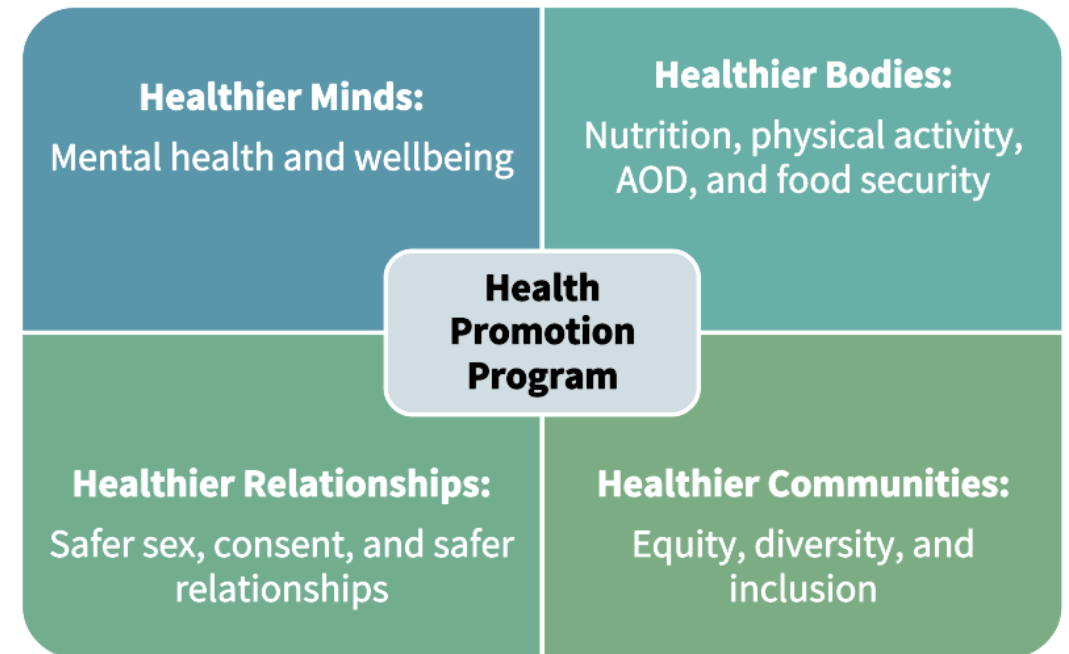 Healthier Minds:
Mental health and wellbeing
Healthier Bodies:
Nutrition, physical activity,
AOD, and food security
Health
Promotion
Program
Healthier Relationships:
Safer sex, consent, and safer
relationships
Healthier Communities:
Equity, diversity, and
inclusion